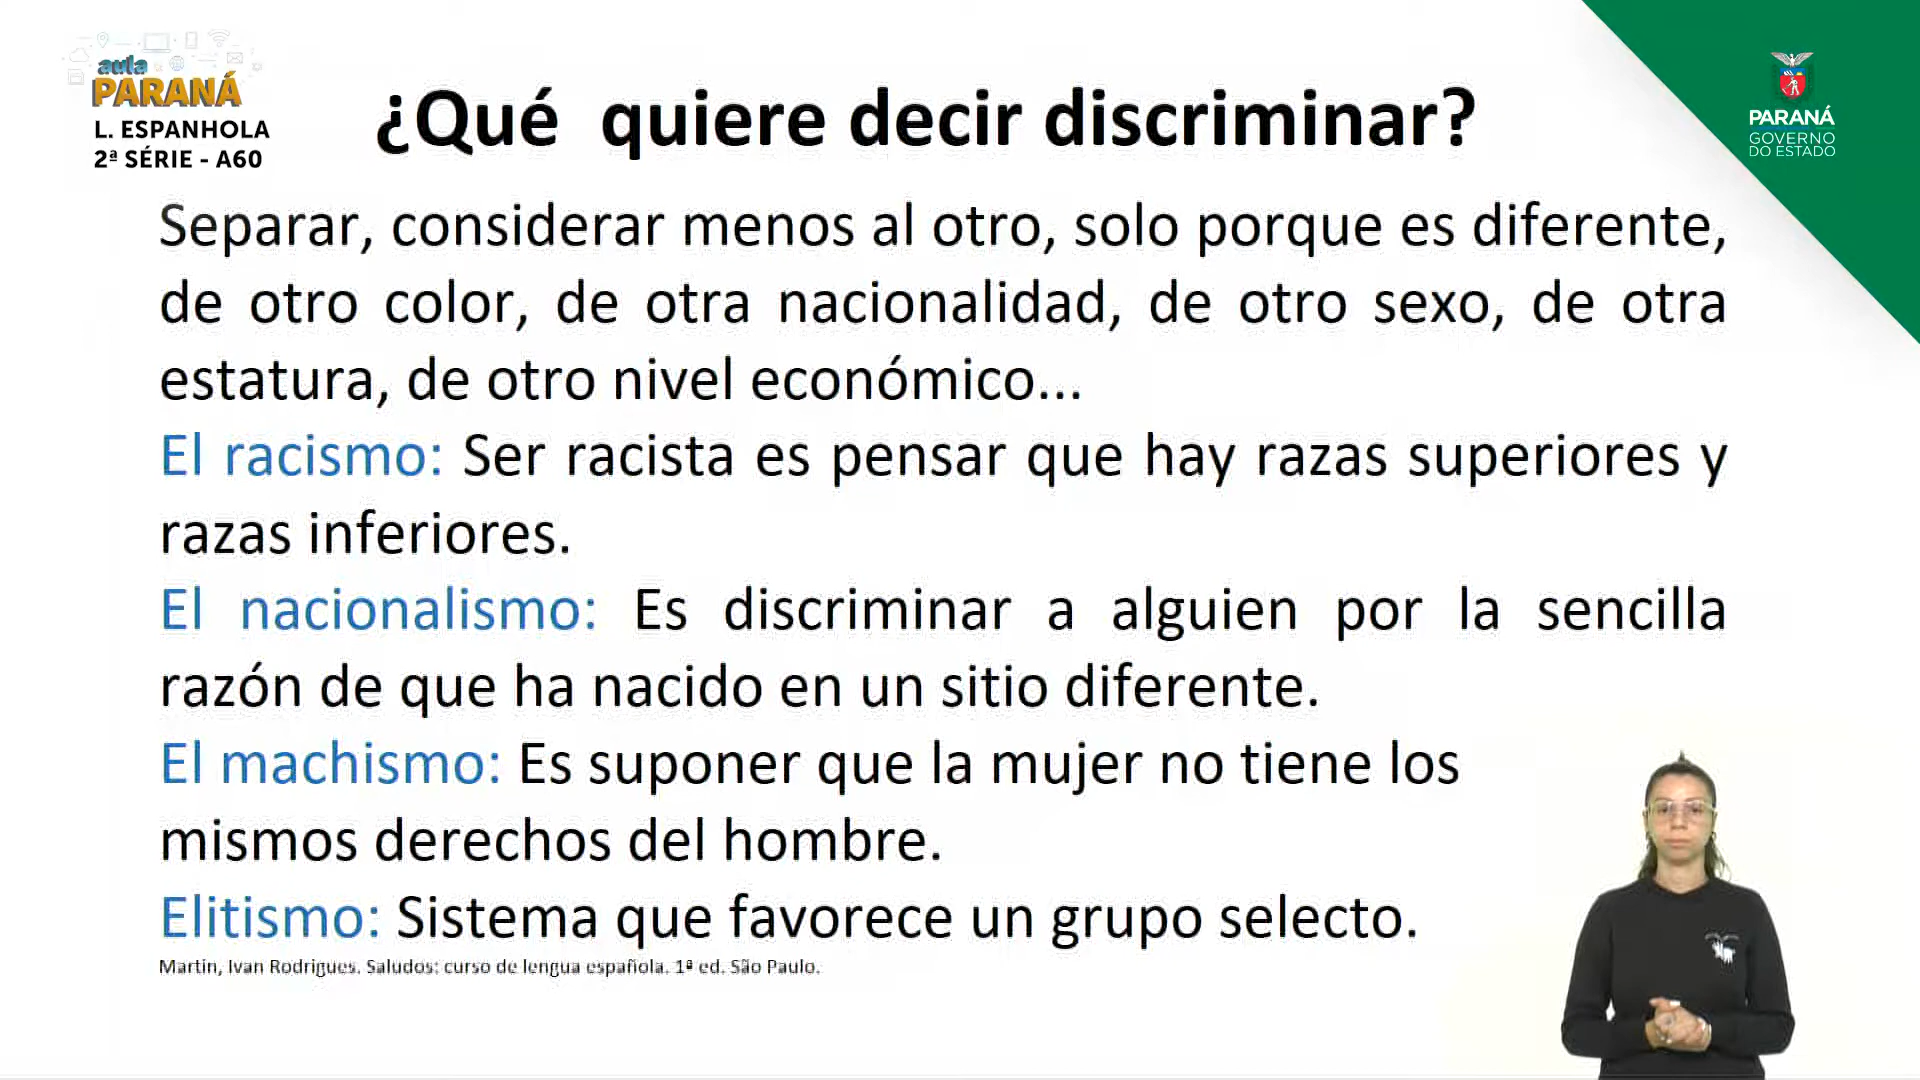 aula
PARANÁ
L. ESPANHOLA
2ª SÉRIE - A60
¿Qué quiere decir discriminar?
PARANÁ
GOVERNO
DO ESTADO
Separar, considerar menos al otro, solo porque es diferente,
de otro color, de otra nacionalidad, de otro sexo, de otra
estatura, de otro nivel económico...
El racismo: Ser racista es pensar que hay razas superiores y
razas inferiores.
El nacionalismo: Es discriminar a alguien por la sencilla
razón de que ha nacido en un sitio diferente.
El machismo: Es suponer que la mujer no tiene los
mismos derechos del hombre.
Elitismo: Sistema que favorece un grupo selecto.
Martin, Ivan Rodrigues. Saludos: curso de lengua española. 1ª ed. São Paulo.